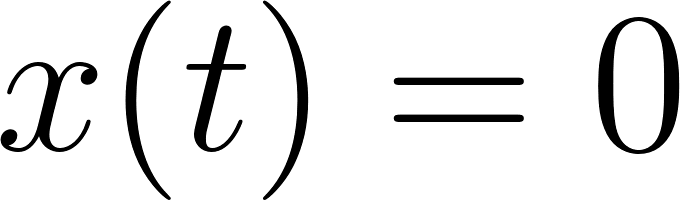 x(t) = 0